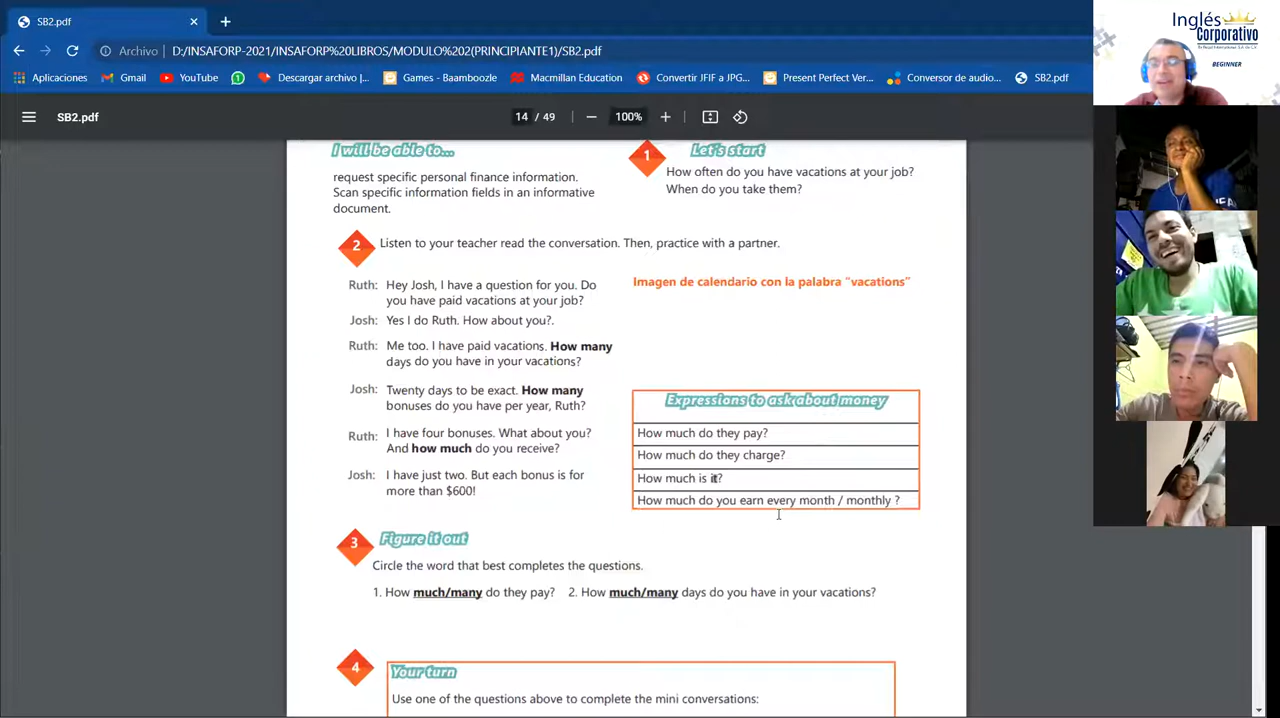 SB2.pdf
Archivo D:/INSAFORP-2021/INSAFORP%20LIBROS/MODULO%202(PRINCIPANTE1)/SB2.pdf
Aplicaciones Gmail YouTube Descargar archivo |... Games - Baamboozle Macmillan Education Convertir JFIF a JPG... Present Perfect Ver... Conversor de audio... SB2.pdf
SB2.pdf 14 / 49 100%
I will be able to...
request specific personal finance information.
Scan specific information fields in an informative
document.
1 Let's start
How often do you have vacations at your job?
When do you take them?
2 Listen to your teacher read the conversation. Then, practice with a partner.
Ruth: Hey Josh, I have a question for you. Do
you have paid vacations at your job?
Josh: Yes I do Ruth. How about you?.
Ruth: Me too. I have paid vacations. How many
days do you have in your vacations?
Josh: Twenty days to be exact. How many
bonuses do you have per year, Ruth?
Ruth: I have four bonuses. What about you?
And how much do you receive?
Josh: I have just two. But each bonus is for
more than $600!
Imagen de calendario con la palabra “vacations”
Expressions to ask about money
How much do they pay?
How much do they charge?
How much is it?
How much do you earn every month / monthly ?
3 Figure it out
Circle the word that best completes the questions.
1. How much/many do they pay? 2. How much/many days do you have in your vacations?
4 Your turn
Use one of the questions above to complete the mini conversations:
Inglés
Corporativo
BEGINNER